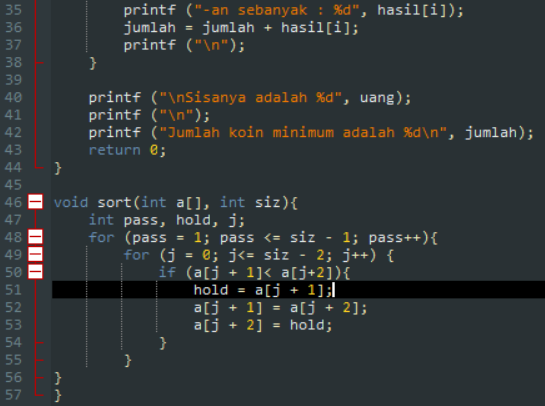 35 printf ("-an sebanyak : %d", hasil[i]);
36 jumlah = jumlah + hasil[i];
37 printf ("\n");
38 }
39
40 printf ("\nSisanya adalah %d", uang);
41 printf ("\n");
42 printf ("Jumlah koin minimum adalah %d\n", jumlah);
43 return 0;
44 }
45
46 void sort(int a[], int siz){
47 int pass, hold, j;
48 for (pass = 1; pass <= siz - 1; pass++){
49 for (j = 0; j<= siz - 2; j++) {
50 if (a[j + 1]< a[j+2]){
51 hold = a[j + 1];
52 a[j + 1] = a[j + 2];
53 a[j + 2] = hold;
54 }
55 }
56 }
57 }